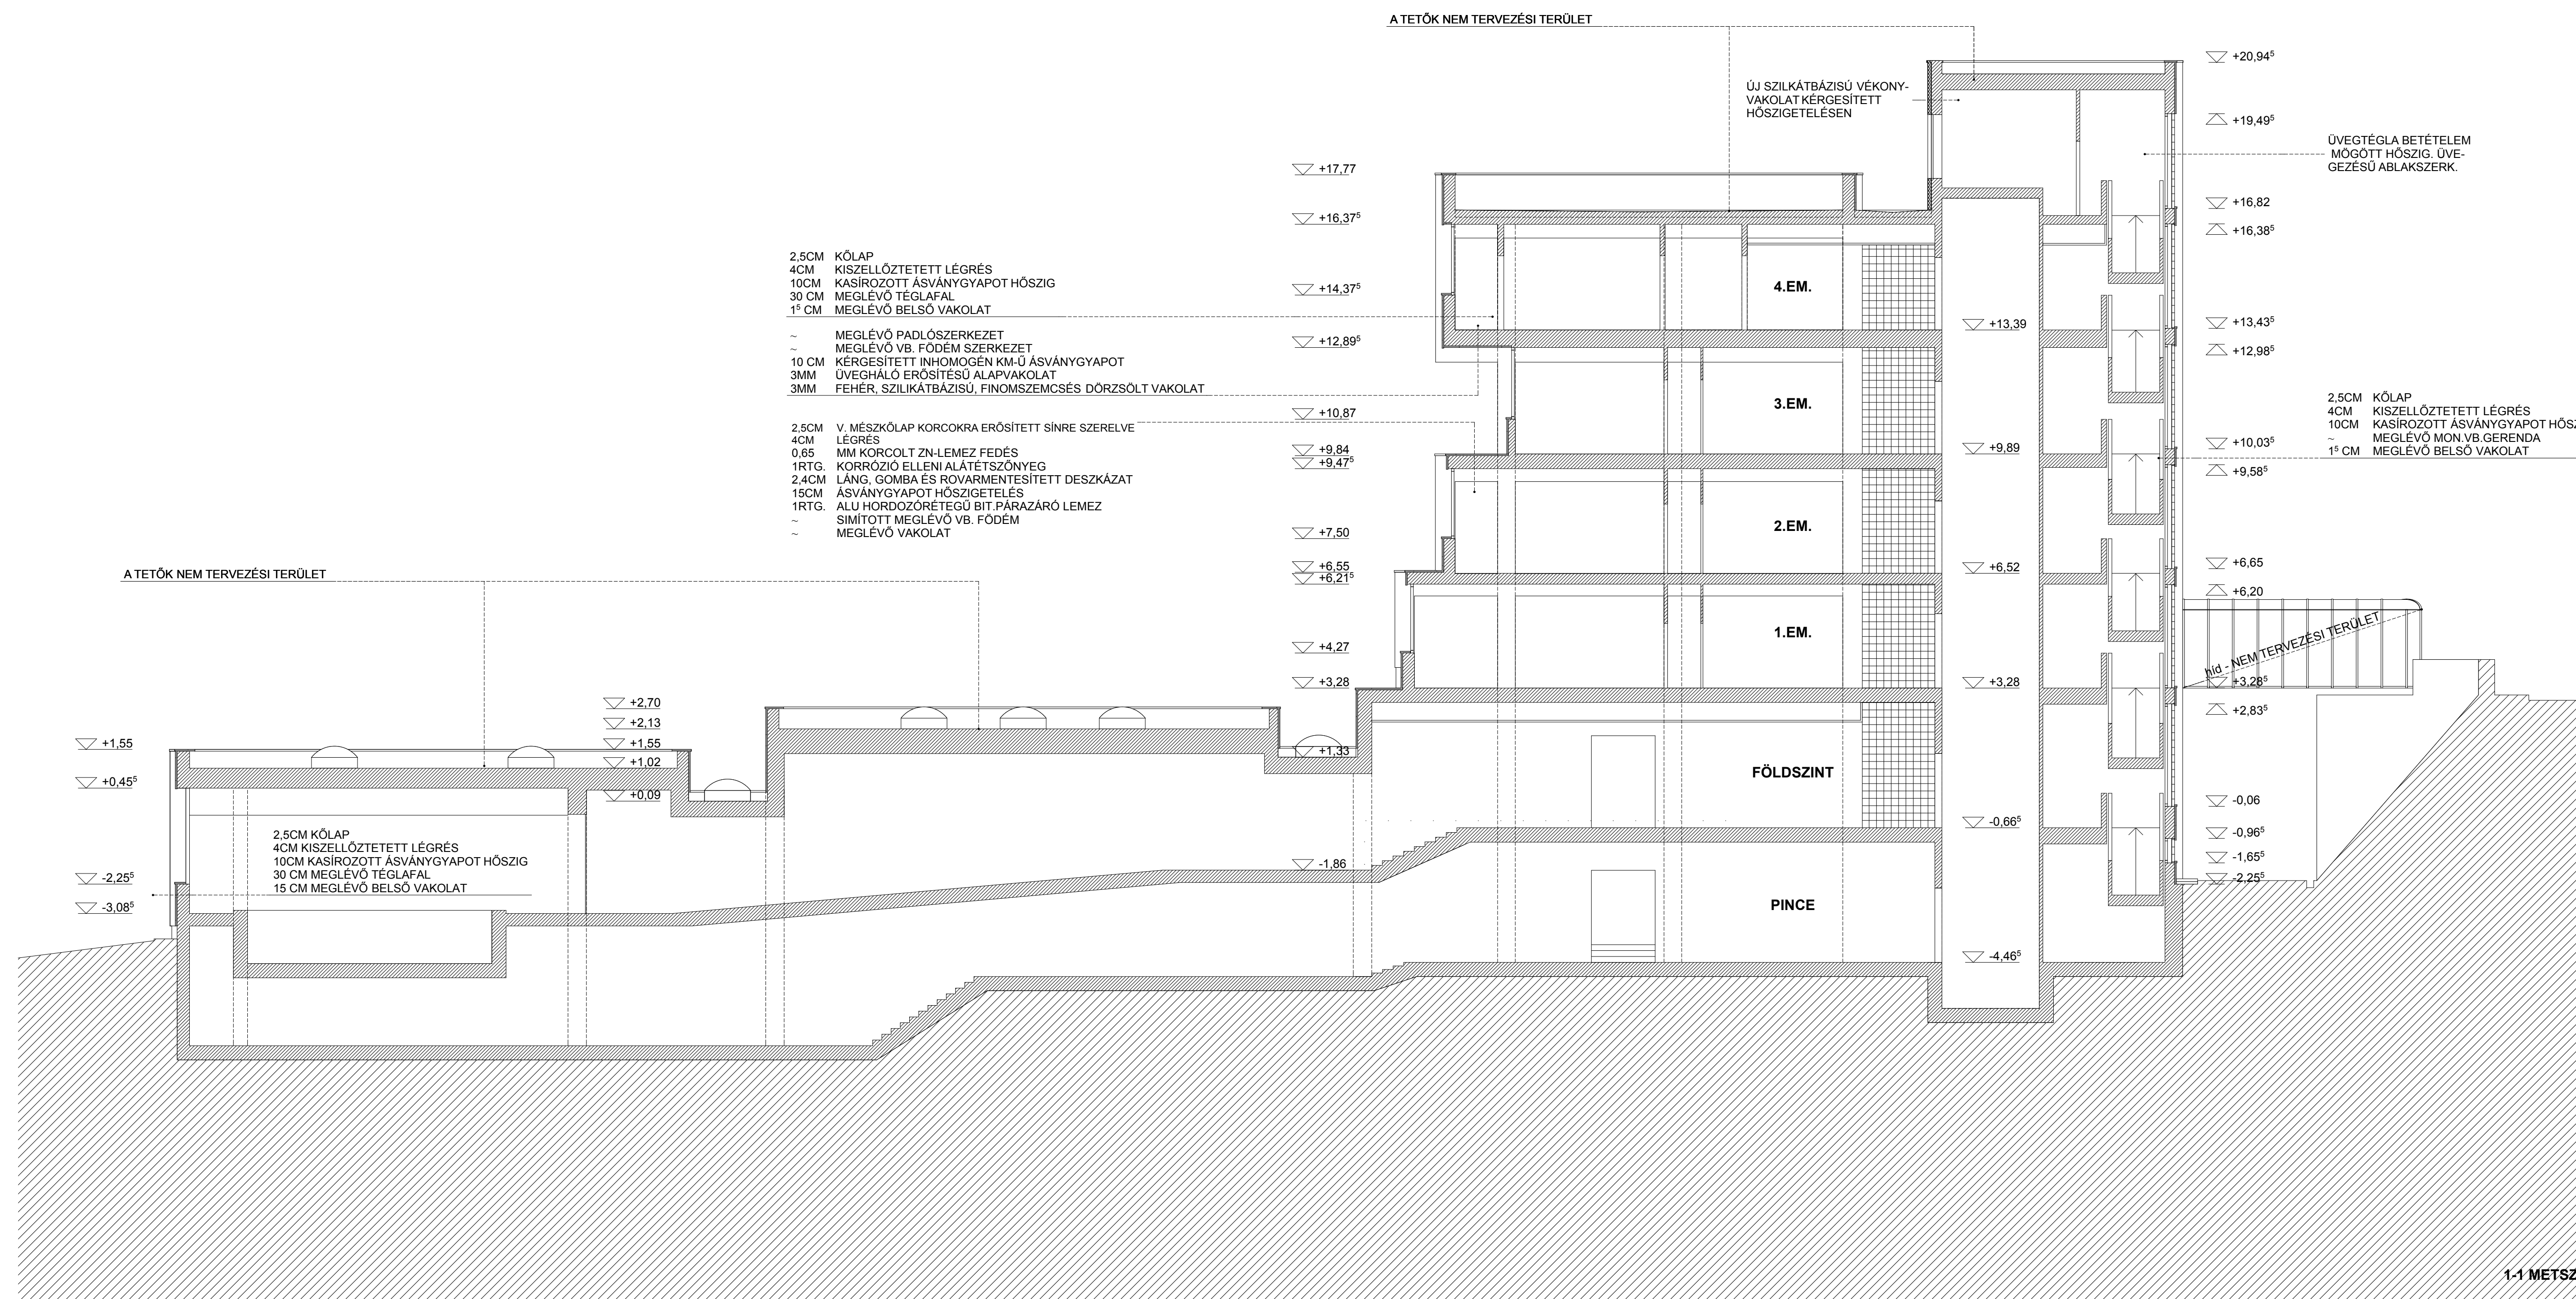 A TETŐK NEM TERVEZÉSI TERÜLET
+20,94⁵
ÚJ SZILKÁTBÁZISÚ VÉKONY-
VAKOLAT KÉRGESÍTETT
HŐSZIGETELÉSEN
+19,49⁵
ÜVEGTÉGLA BETÉTELEM
MÖGÖTT HŐSZIG. ÜVE-
GEZÉSŰ ABLAKSZERK.
+17,77
+16,37⁵
+14,37⁵
+12,89⁵
+10,87
+9,84
+9,47⁵
+7,50
+6,55
+6,21⁵
+4,27
+3,28
+1,33
-1,86
+16,82
+16,38⁵
+13,43⁵
+12,98⁵
+10,03⁵
+9,58⁵
+6,65
+6,20
+3,28⁵
+2,83⁵
-0,06
-0,96⁵
-1,65⁵
-2,25⁵
2,5CM KŐLAP
4CM KISZELLŐZTETETT LÉGRÉS
10CM KASÍROZOTT ÁSVÁNYGYAPOT HŐSZIG
30 CM MEGLÉVŐ TÉGLAFAL
1⁵ CM MEGLÉVŐ BELSŐ VAKOLAT
~ MEGLÉVŐ PADLÓSZERKEZET
~ MEGLÉVŐ VB. FÖDÉM SZERKEZET
10 CM KÉRGESÍTETT INHOMOGÉN KM-Ű ÁSVÁNYGYAPOT
3MM ÜVEGHÁLÓ ERŐSÍTÉSŰ ALAPVAKOLAT
3MM FEHÉR, SZILIKÁTBÁZISÚ, FINOMSZEMCSÉS DÖRZSÖLT VAKOLAT
2,5CM V. MÉSZKŐLAP KORCOKRA ERŐSÍTETT SÍNRE SZERELVE
4CM LÉGRÉS
0,65 MM KORCOLT ZN-LEMEZ FEDÉS
1RTG. KORRÓZIÓ ELLENI ALÁTÉTSZŐNYEG
2,4CM LÁNG, GOMBA ÉS ROVARMENTESÍTETT DESZKÁZAT
15CM ÁSVÁNYGYAPOT HŐSZIGETELÉS
1RTG. ALU HORDOZÓRÉTEGŰ BIT.PÁRAZÁRÓ LEMEZ
~ SIMÍTOTT MEGLÉVŐ VB. FÖDÉM
~ MEGLÉVŐ VAKOLAT
4.EM.
3.EM.
2.EM.
1.EM.
FÖLDSZINT
PINCE
+13,39
+9,89
+6,52
+3,28
-0,66⁵
-4,46⁵
2,5CM KŐLAP
4CM KISZELLŐZTETETT LÉGRÉS
10CM KASÍROZOTT ÁSVÁNYGYAPOT HŐSZ
~ MEGLÉVŐ MON.VB.GERENDA
1⁵ CM MEGLÉVŐ BELSŐ VAKOLAT
híd - NEM TERVEZÉSI TERÜLET
A TETŐK NEM TERVEZÉSI TERÜLET
+1,55
+0,45⁵
-2,25⁵
-3,08⁵
+2,70
+2,13
+1,55
+1,02
+0,09
2,5CM KŐLAP
4CM KISZELLŐZTETETT LÉGRÉS
10CM KASÍROZOTT ÁSVÁNYGYAPOT HŐSZIG
30 CM MEGLÉVŐ TÉGLAFAL
15 CM MEGLÉVŐ BELSŐ VAKOLAT
1-1 METSZ